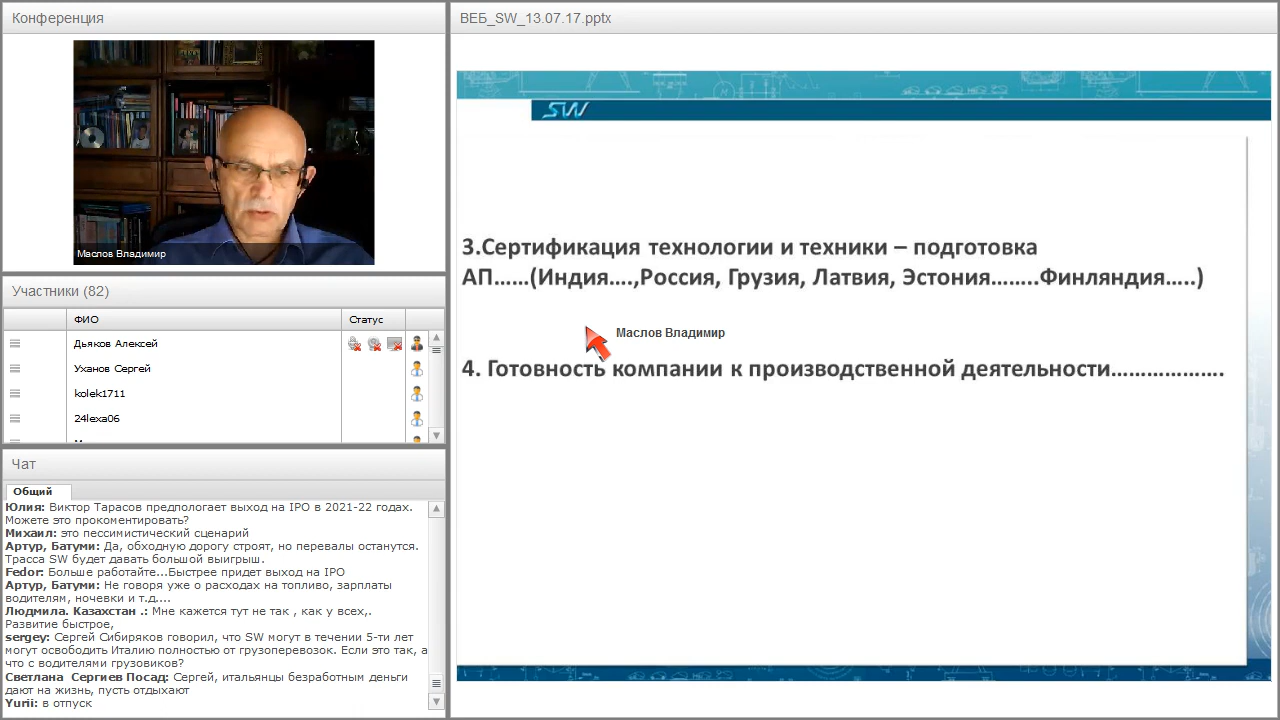 Конференция
Маслов Владимир
Участники (82)
ФИО
Статус
Дьяков Алексей
Уханов Сергей
kolek1711
24lexa06
Чат
Общий
Юлия: Виктор Тарасов предпологает выход на IPO в 2021-22 годах.
Можете это прокоментировать?
Михаил: это пессимистический сценарий
Артур, Батуми: Да, обходную дорогу строят, но перевалы останутся.
Трасса SW будет давать большой выигрыш.
Fedor: Больше работайте...Быстрее придет выход на IPO
Артур, Батуми: Не говоря уже о расходах на топливо, зарплаты
водителям, ночевки и т.д....
Людмила. Казахстан .: Мне кажется тут не так , как у всех,.
Развитие быстрое,
sergey: Сергей Сибиряков говорил, что SW могут в течении 5-ти лет
могут освободить Италию полностью от грузоперевозок. Если это так, а
что с водителями грузовиков?
Светлана Сергиев Посад: Сергей, итальянцы безработным деньги
дают на жизнь, пусть отдыхают
Yurii: в отпуск
ВЕБ_SW_13.07.17.pptx
SW
3.Сертификация технологии и техники – подготовка
АП......(Индия....,Россия, Грузия, Латвия, Эстония........Финляндия.....)
Маслов Владимир
4. Готовность компании к производственной деятельности...................